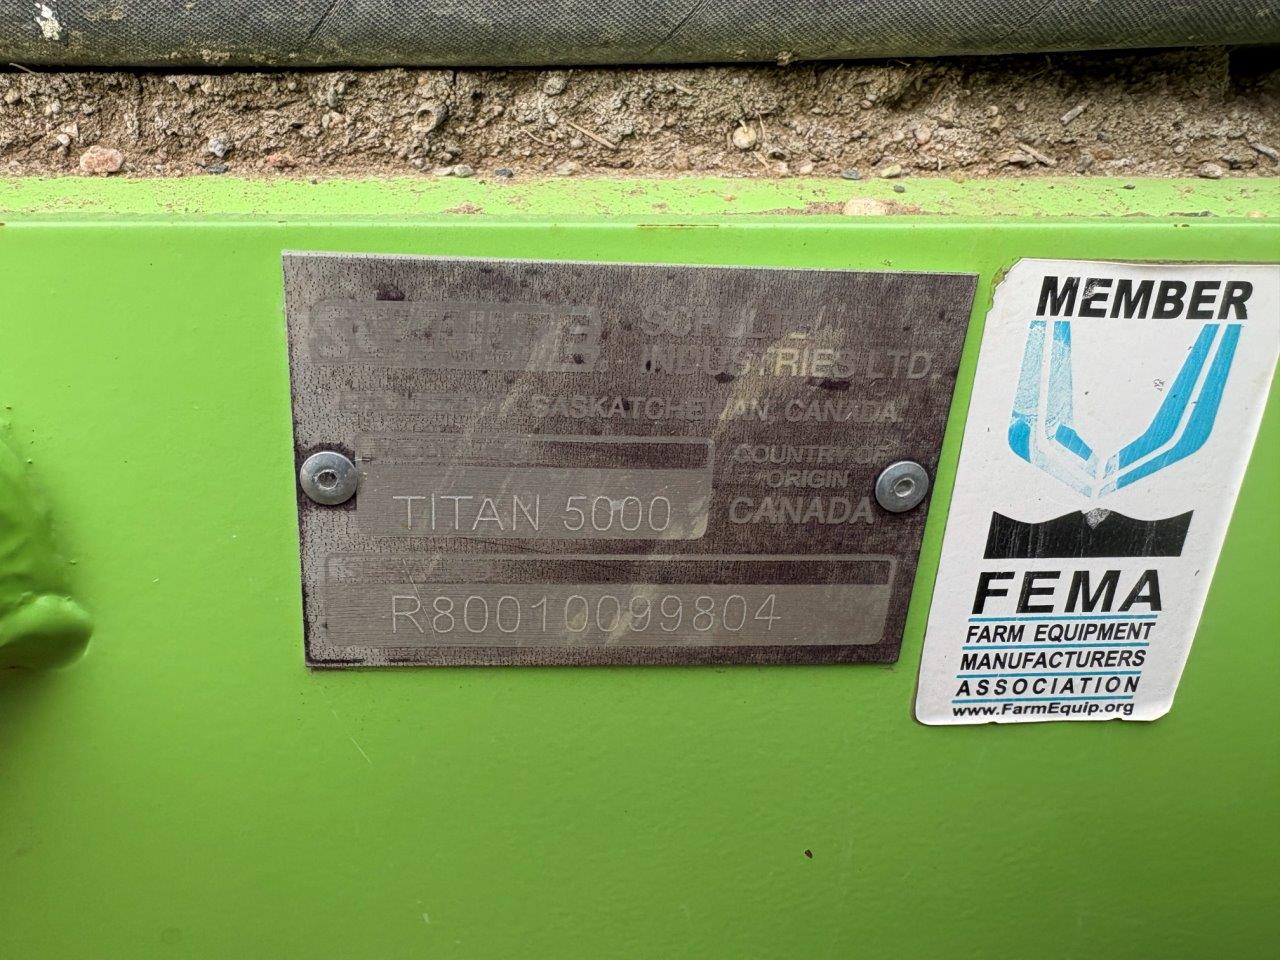 SCHULTE
INDUSTRIES LTD.
SASKATCHEWAN, CANADA
COUNTRY OF
ORIGIN
CANADA
TITAN 5000
R80010099804
MEMBER
FEMA
FARM EQUIPMENT
MANUFACTURERS
ASSOCIATION
www.FarmEquip.org